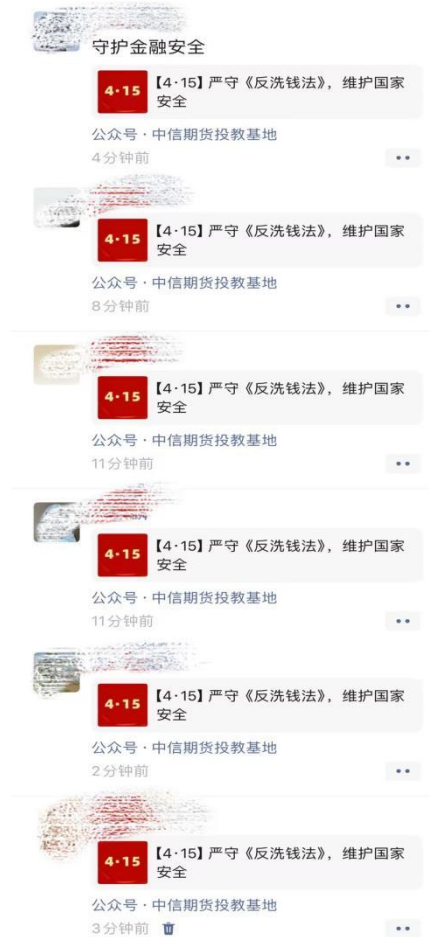 守护金融安全
4·15
【4·15】严守《反洗钱法》，维护国家
安全
公众号·中信期货投教基地
4分钟前
4·15
【4·15】严守《反洗钱法》，维护国家
安全
公众号·中信期货投教基地
8分钟前
4·15
【4·15】严守《反洗钱法》，维护国家
安全
公众号·中信期货投教基地
11分钟前
4·15
【4·15】严守《反洗钱法》，维护国家
安全
公众号·中信期货投教基地
11分钟前
4·15
【4·15】严守《反洗钱法》，维护国家
安全
公众号·中信期货投教基地
2分钟前
4·15
【4·15】严守《反洗钱法》，维护国家
安全
公众号·中信期货投教基地
3分钟前